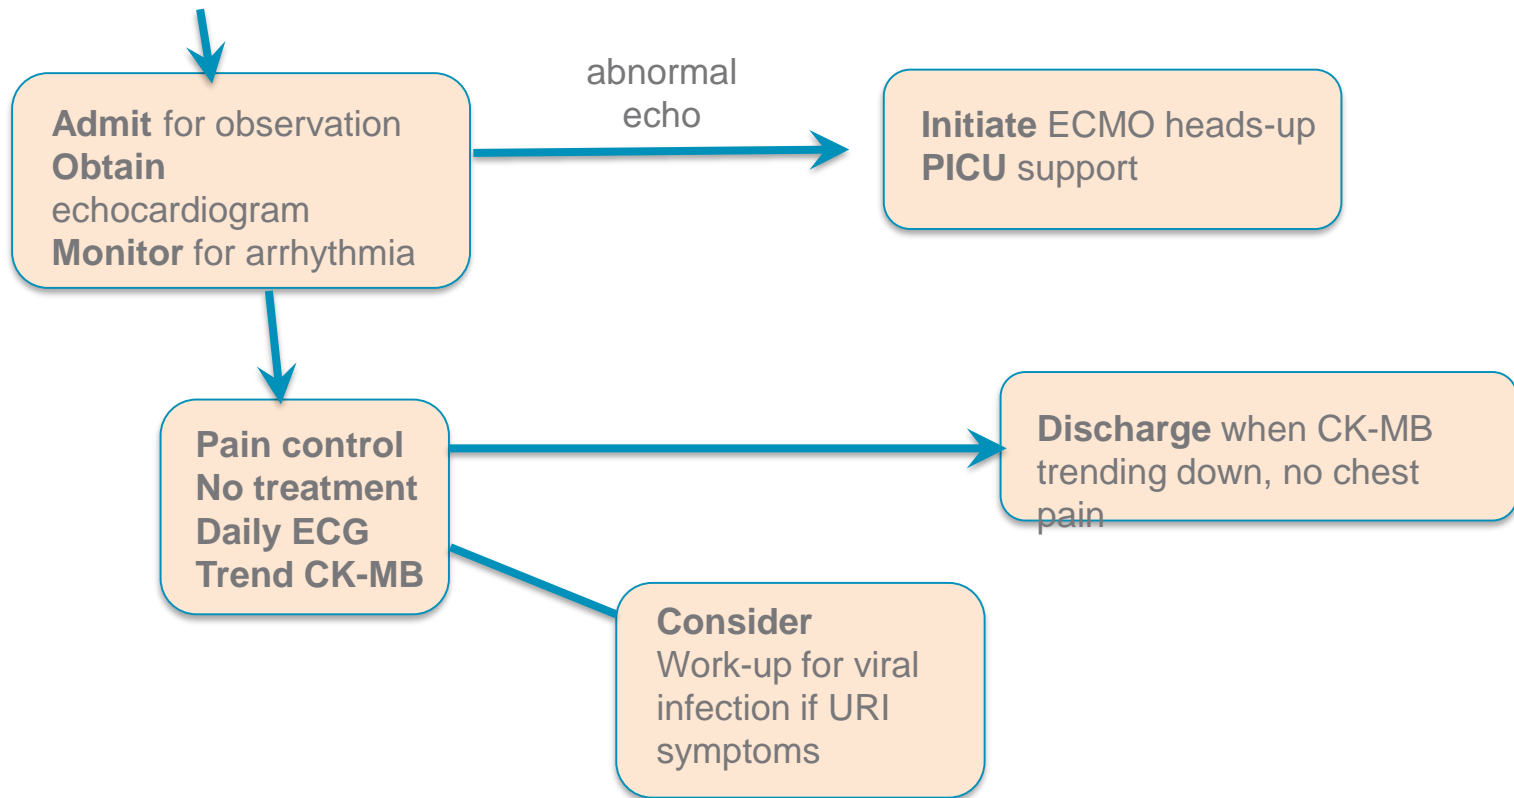 abnormal
echo
Admit for observation
Obtain
echocardiogram
Monitor for arrhythmia
Initiate ECMO heads-up
PICU support
Pain control
No treatment
Daily ECG
Trend CK-MB
Discharge when CK-MB
trending down, no chest
pain
Consider
Work-up for viral
infection if URI
symptoms